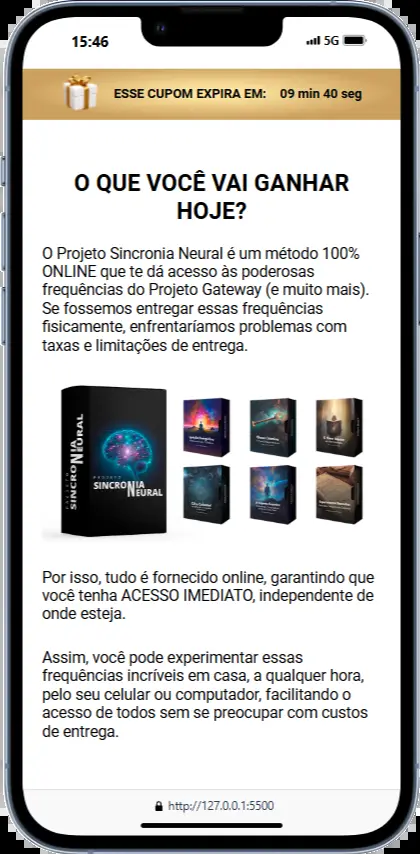 15:46
5G
ESSE CUPOM EXPIRA EM: 09 min 40 seg
O QUE VOCÊ VAI GANHAR
HOJE?
O Projeto Sincronia Neural é um método 100%
ONLINE que te dá acesso às poderosas
frequências do Projeto Gateway (e muito mais).
Se fossemos entregar essas frequências
fisicamente, enfrentaríamos problemas com
taxas e limitações de entrega.
PROJETO
SINCRONIA
NEURAL
PROJETO
SINCRONIA
NEURAL
Por isso, tudo é fornecido online, garantindo que
você tenha ACESSO IMEDIATO, independente de
onde esteja.
Assim, você pode experimentar essas
frequências incríveis em casa, a qualquer hora,
pelo seu celular ou computador, facilitando o
acesso de todos sem se preocupar com custos
de entrega.
http://127.0.0.1:5500